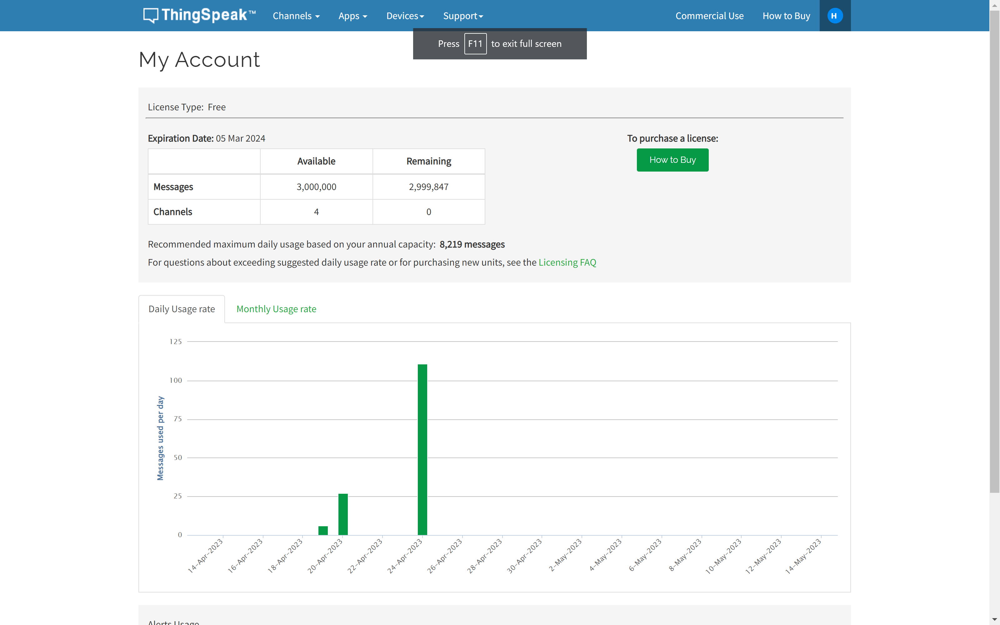 ThingSpeak™ Channels Apps Devices Support Commercial Use How to Buy H
Press F11 to exit full screen
My Account
License Type: Free
Expiration Date: 05 Mar 2024
To purchase a license:
How to Buy
Available Remaining
Messages 3,000,000 2,999,847
Channels 4 0
Recommended maximum daily usage based on your annual capacity: 8,219 messages
For questions about exceeding suggested daily usage rate or for purchasing new units, see the Licensing FAQ
Daily Usage rate Monthly Usage rate
Messages used per day
125
100
75
50
25
0
14-Apr-2023 16-Apr-2023 18-Apr-2023 20-Apr-2023 22-Apr-2023 24-Apr-2023 26-Apr-2023 28-Apr-2023 30-Apr-2023 2-May-2023 4-May-2023 6-May-2023 8-May-2023 10-May-2023 12-May-2023 14-May-2023
Alerts Usage